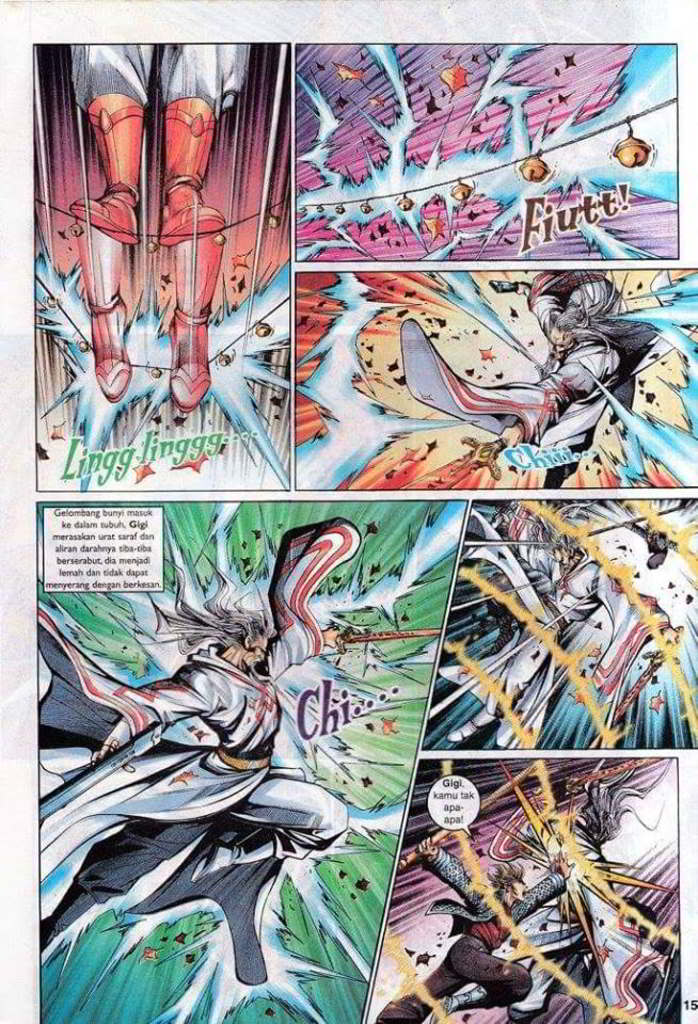 Lingg-linggg...
Fiuttt!
Chiii...
Gelombang bunyi masuk
ke dalam tubuh, Gigi
merasakan urat saraf dan
aliran darahnya tiba-tiba
berserabut, dia menjadi
lemah dan tidak dapat
menyerang dengan berkesan.
Chi.....
Gigi,
kamu tak
apa-
apa!
15